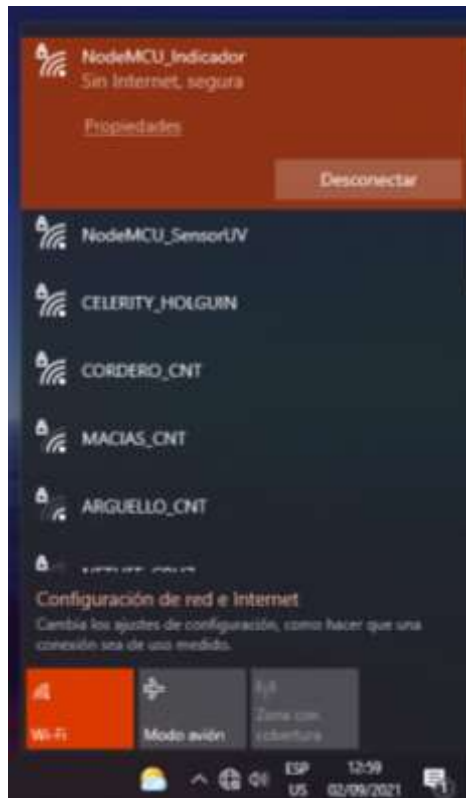 NodeMCU_Indicador
Sin Internet, segura
Propiedades
Desconectar
NodeMCU_SensorUV
CELERITY_HOLGUIN
CORDERO_CNT
MACIAS_CNT
ARGUELLO_CNT
Configuración de red e Internet
Cambia los ajustes de configuración, como hacer que una
conexión sea de uso medido.
Wi-Fi
Modo avión
Zona con
cobertura
ESP
US
12:59
02/09/2021